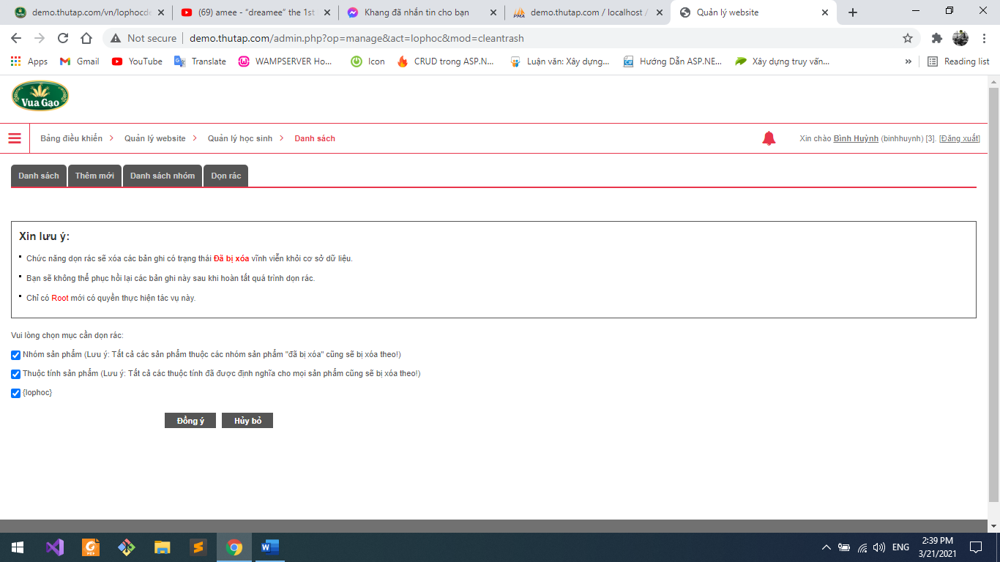 demo.thutap.com/vn/lophocde
(69) amee - “dreamee” the 1st
Khang đã nhắn tin cho bạn
demo.thutap.com / localhost /
Quản lý website
Not secure
demo.thutap.com/admin.php?op=manage&act=lophoc&mod=cleantrash
Apps
Gmail
YouTube
Translate
WAMPSERVER Ho...
Icon
CRUD trong ASP.N...
Luận văn: Xây dựng...
Hướng Dẫn ASP.NE...
Xây dựng truy vấn...
»
Reading list
Vua Gạo
Bảng điều khiển
Quản lý website
Quản lý học sinh
Danh sách
Xin chào Bình Huỳnh (binhhuynh) [3]. [Đăng xuất]
Danh sách
Thêm mới
Danh sách nhóm
Dọn rác
Xin lưu ý:
Chức năng dọn rác sẽ xóa các bản ghi có trạng thái Đã bị xóa vĩnh viễn khỏi cơ sở dữ liệu.
Bạn sẽ không thể phục hồi lại các bản ghi này sau khi hoàn tất quá trình dọn rác.
Chỉ có Root mới có quyền thực hiện tác vụ này.
Vui lòng chọn mục cần dọn rác:
Nhóm sản phẩm (Lưu ý: Tất cả các sản phẩm thuộc các nhóm sản phẩm "đã bị xóa" cũng sẽ bị xóa theo!)
Thuộc tính sản phẩm (Lưu ý: Tất cả các thuộc tính đã được định nghĩa cho mọi sản phẩm cũng sẽ bị xóa theo!)
{lophoc}
Đồng ý
Hủy bỏ
ENG
2:39 PM
3/21/2021